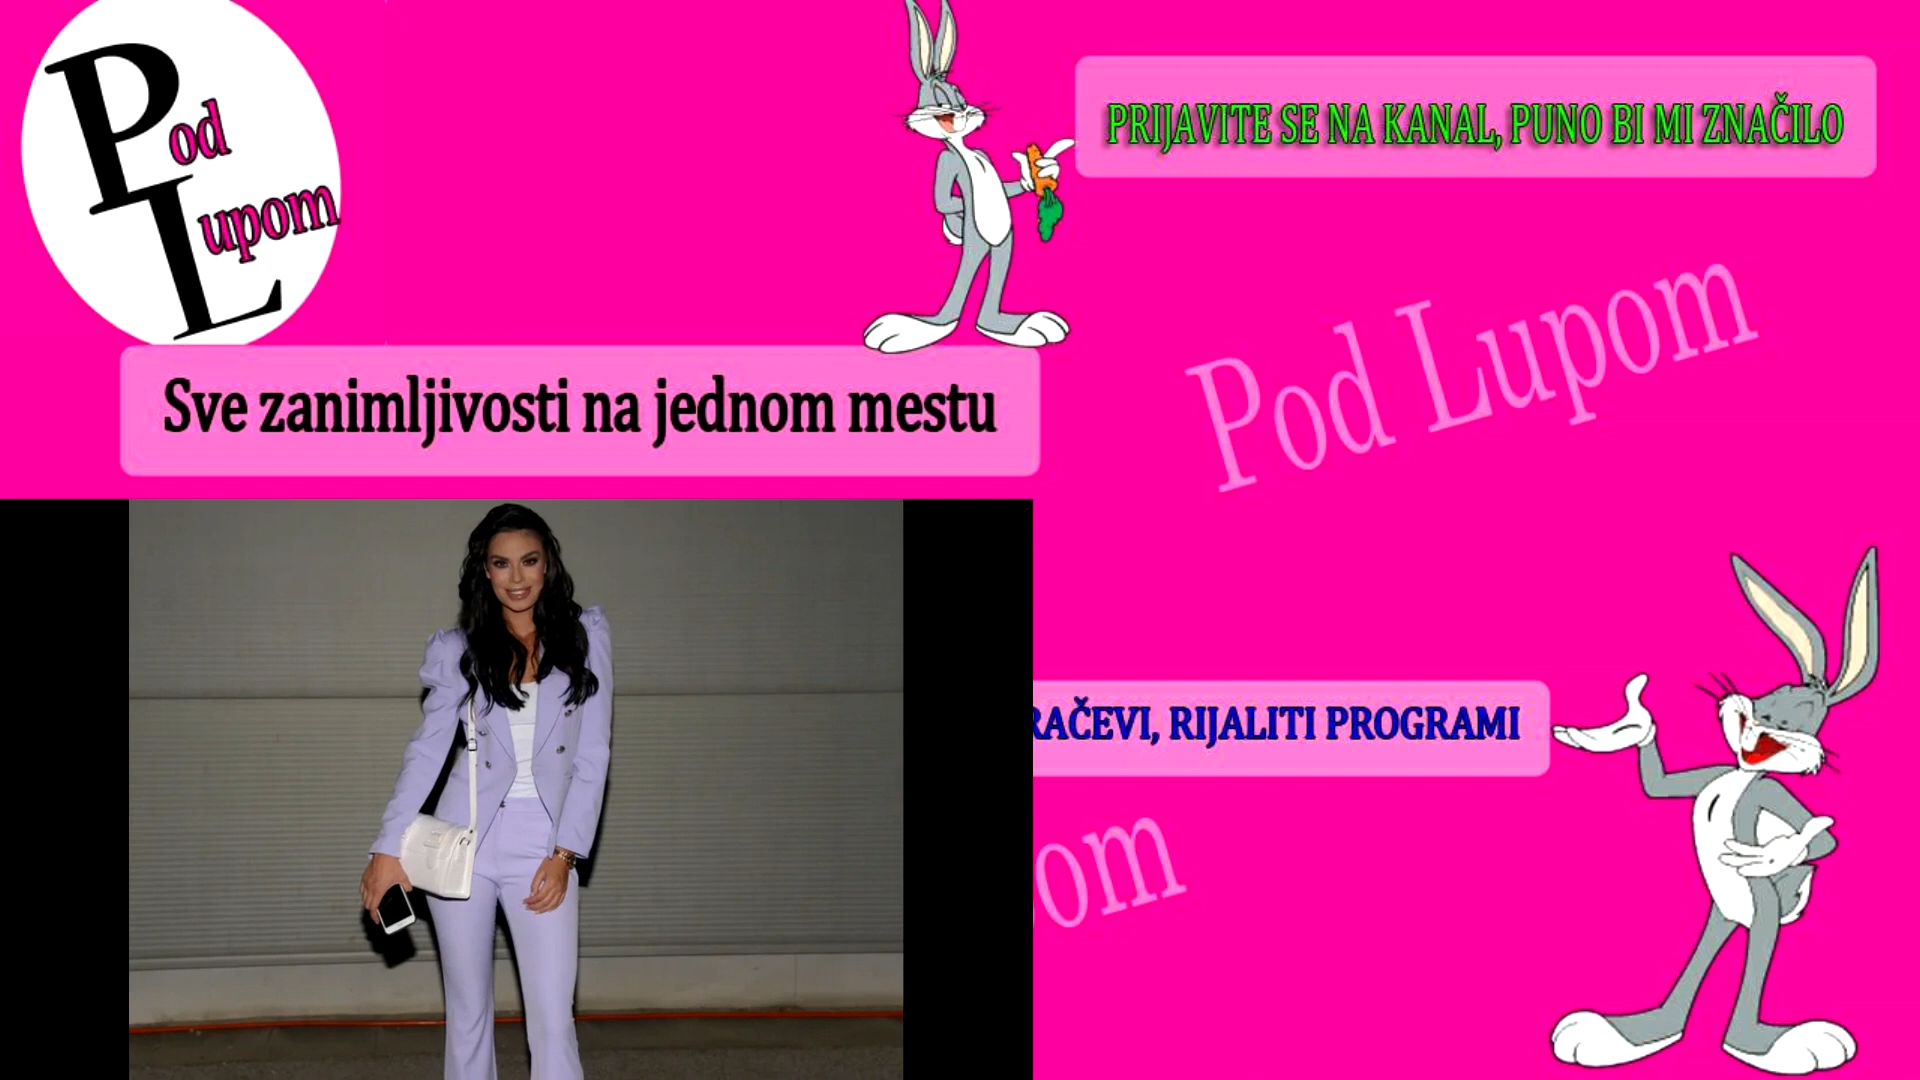 Pod
Lupom
PRIJAVITE SE NA KANAL, PUNO BI MI ZNAČILO
Sve zanimljivosti na jednom mestu
Pod Lupom
RAČEVI, RIJALITI PROGRAMI
om